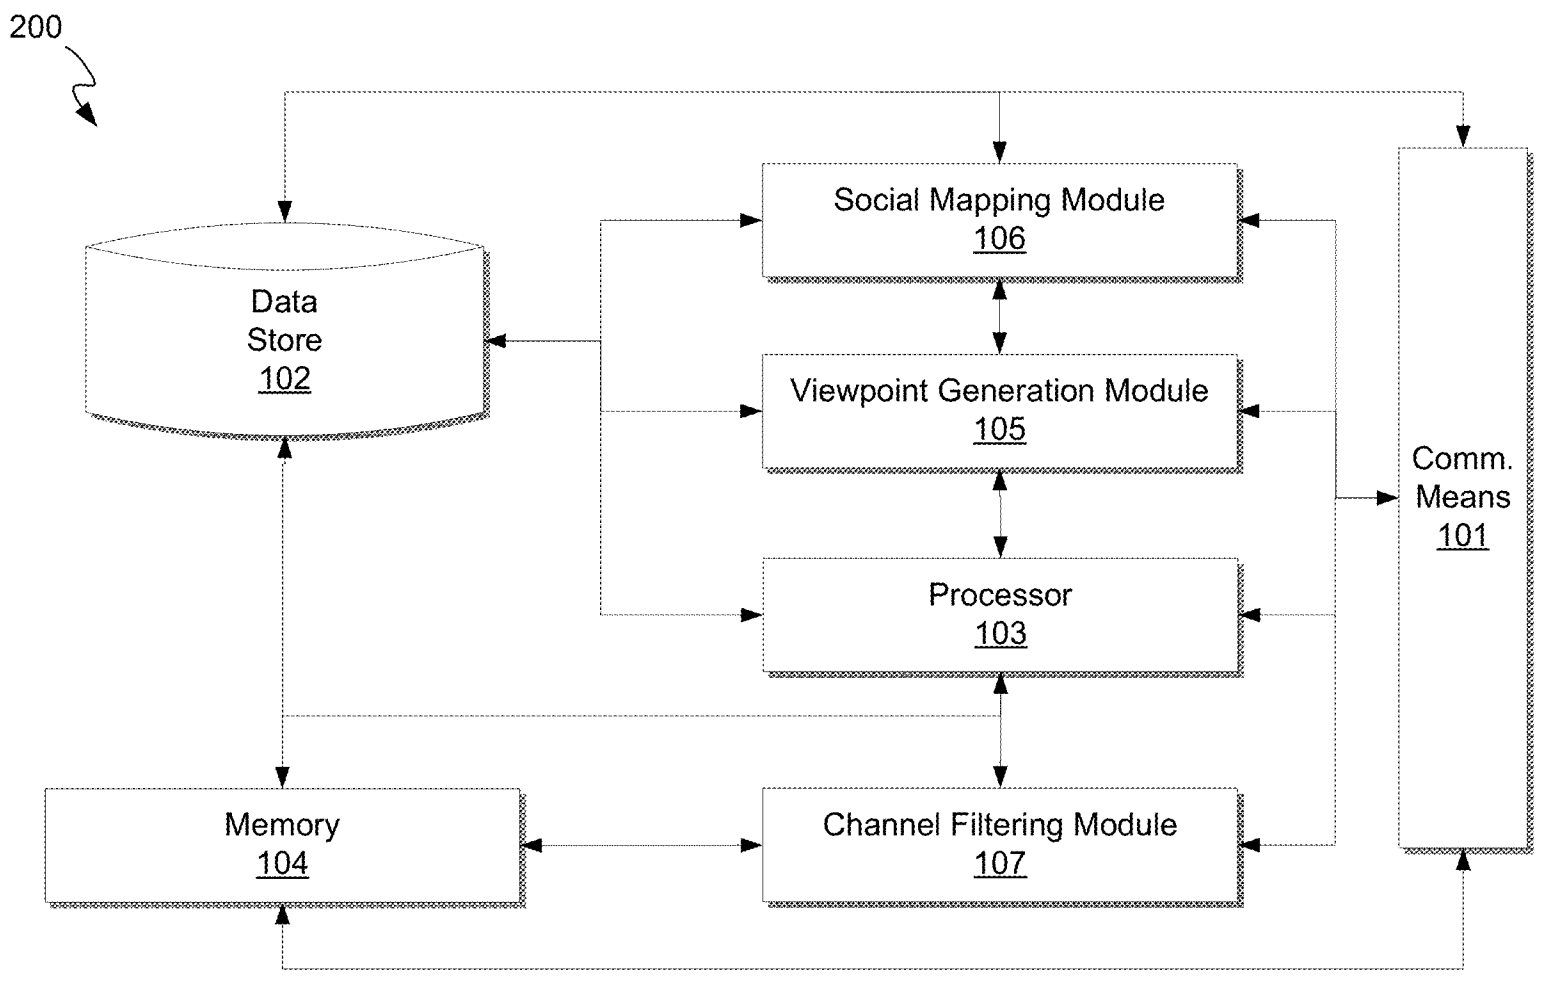 200
Social Mapping Module
106
Data
Store
102
Viewpoint Generation Module
105
Comm.
Means
101
Processor
103
Memory
104
Channel Filtering Module
107